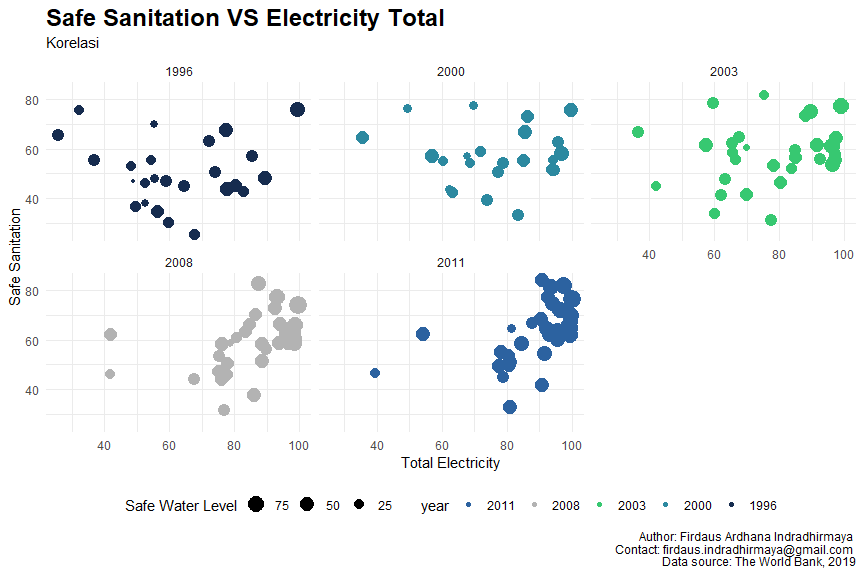 Safe Sanitation VS Electricity Total
Korelasi
1996
2000
2003
80
60
40
40
60
80
100
2008
2011
80
60
40
40
60
80
100
40
60
80
100
Safe Sanitation
Total Electricity
Safe Water Level 75 50 25 year 2011 2008 2003 2000 1996
Author: Firdaus Ardhana Indradhirmaya
Contact: firdaus.indradhirmaya@gmail.com
Data source: The World Bank, 2019